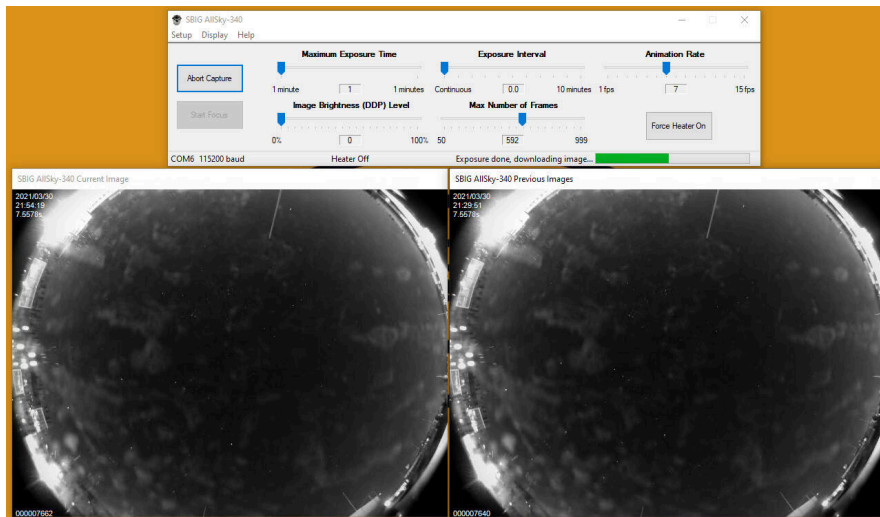 SBIG AllSky-340
Setup Display Help
Maximum Exposure Time
Exposure Interval
Animation Rate
Abort Capture
1 minute 1 1 minutes
Continuous 0.0 10 minutes
1 fps 7 15 fps
Start Focus
Image Brightness (DDP) Level
Max Number of Frames
Force Heater On
0% 0 100%
50 592 999
COM6 115200 baud
Heater Off
Exposure done, downloading image...
SBIG AllSky-340 Current Image
2021/03/30
21:54:19
7.5578s
000007662
SBIG AllSky-340 Previous Images
2021/03/30
21:29:51
7.5578s
000007640